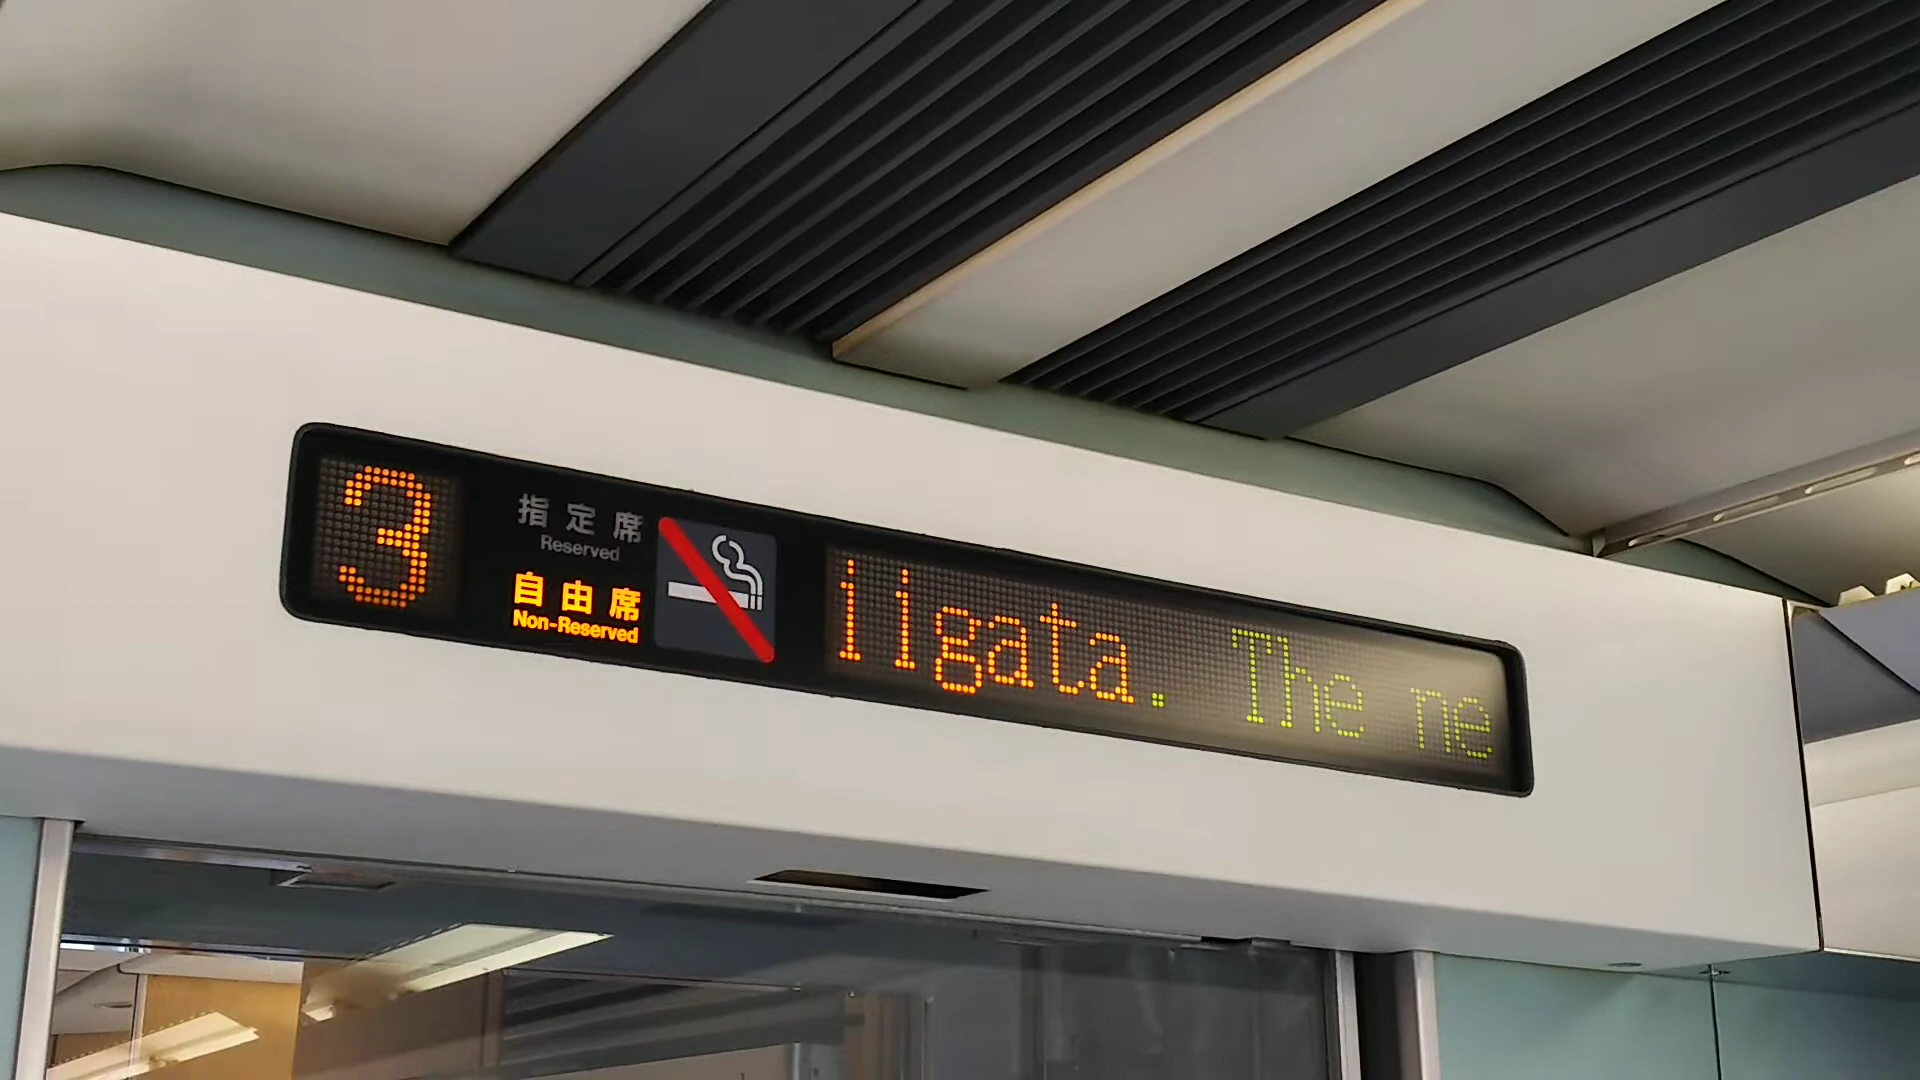 3
指定席
Reserved
自由席
Non-Reserved
iigata. The ne